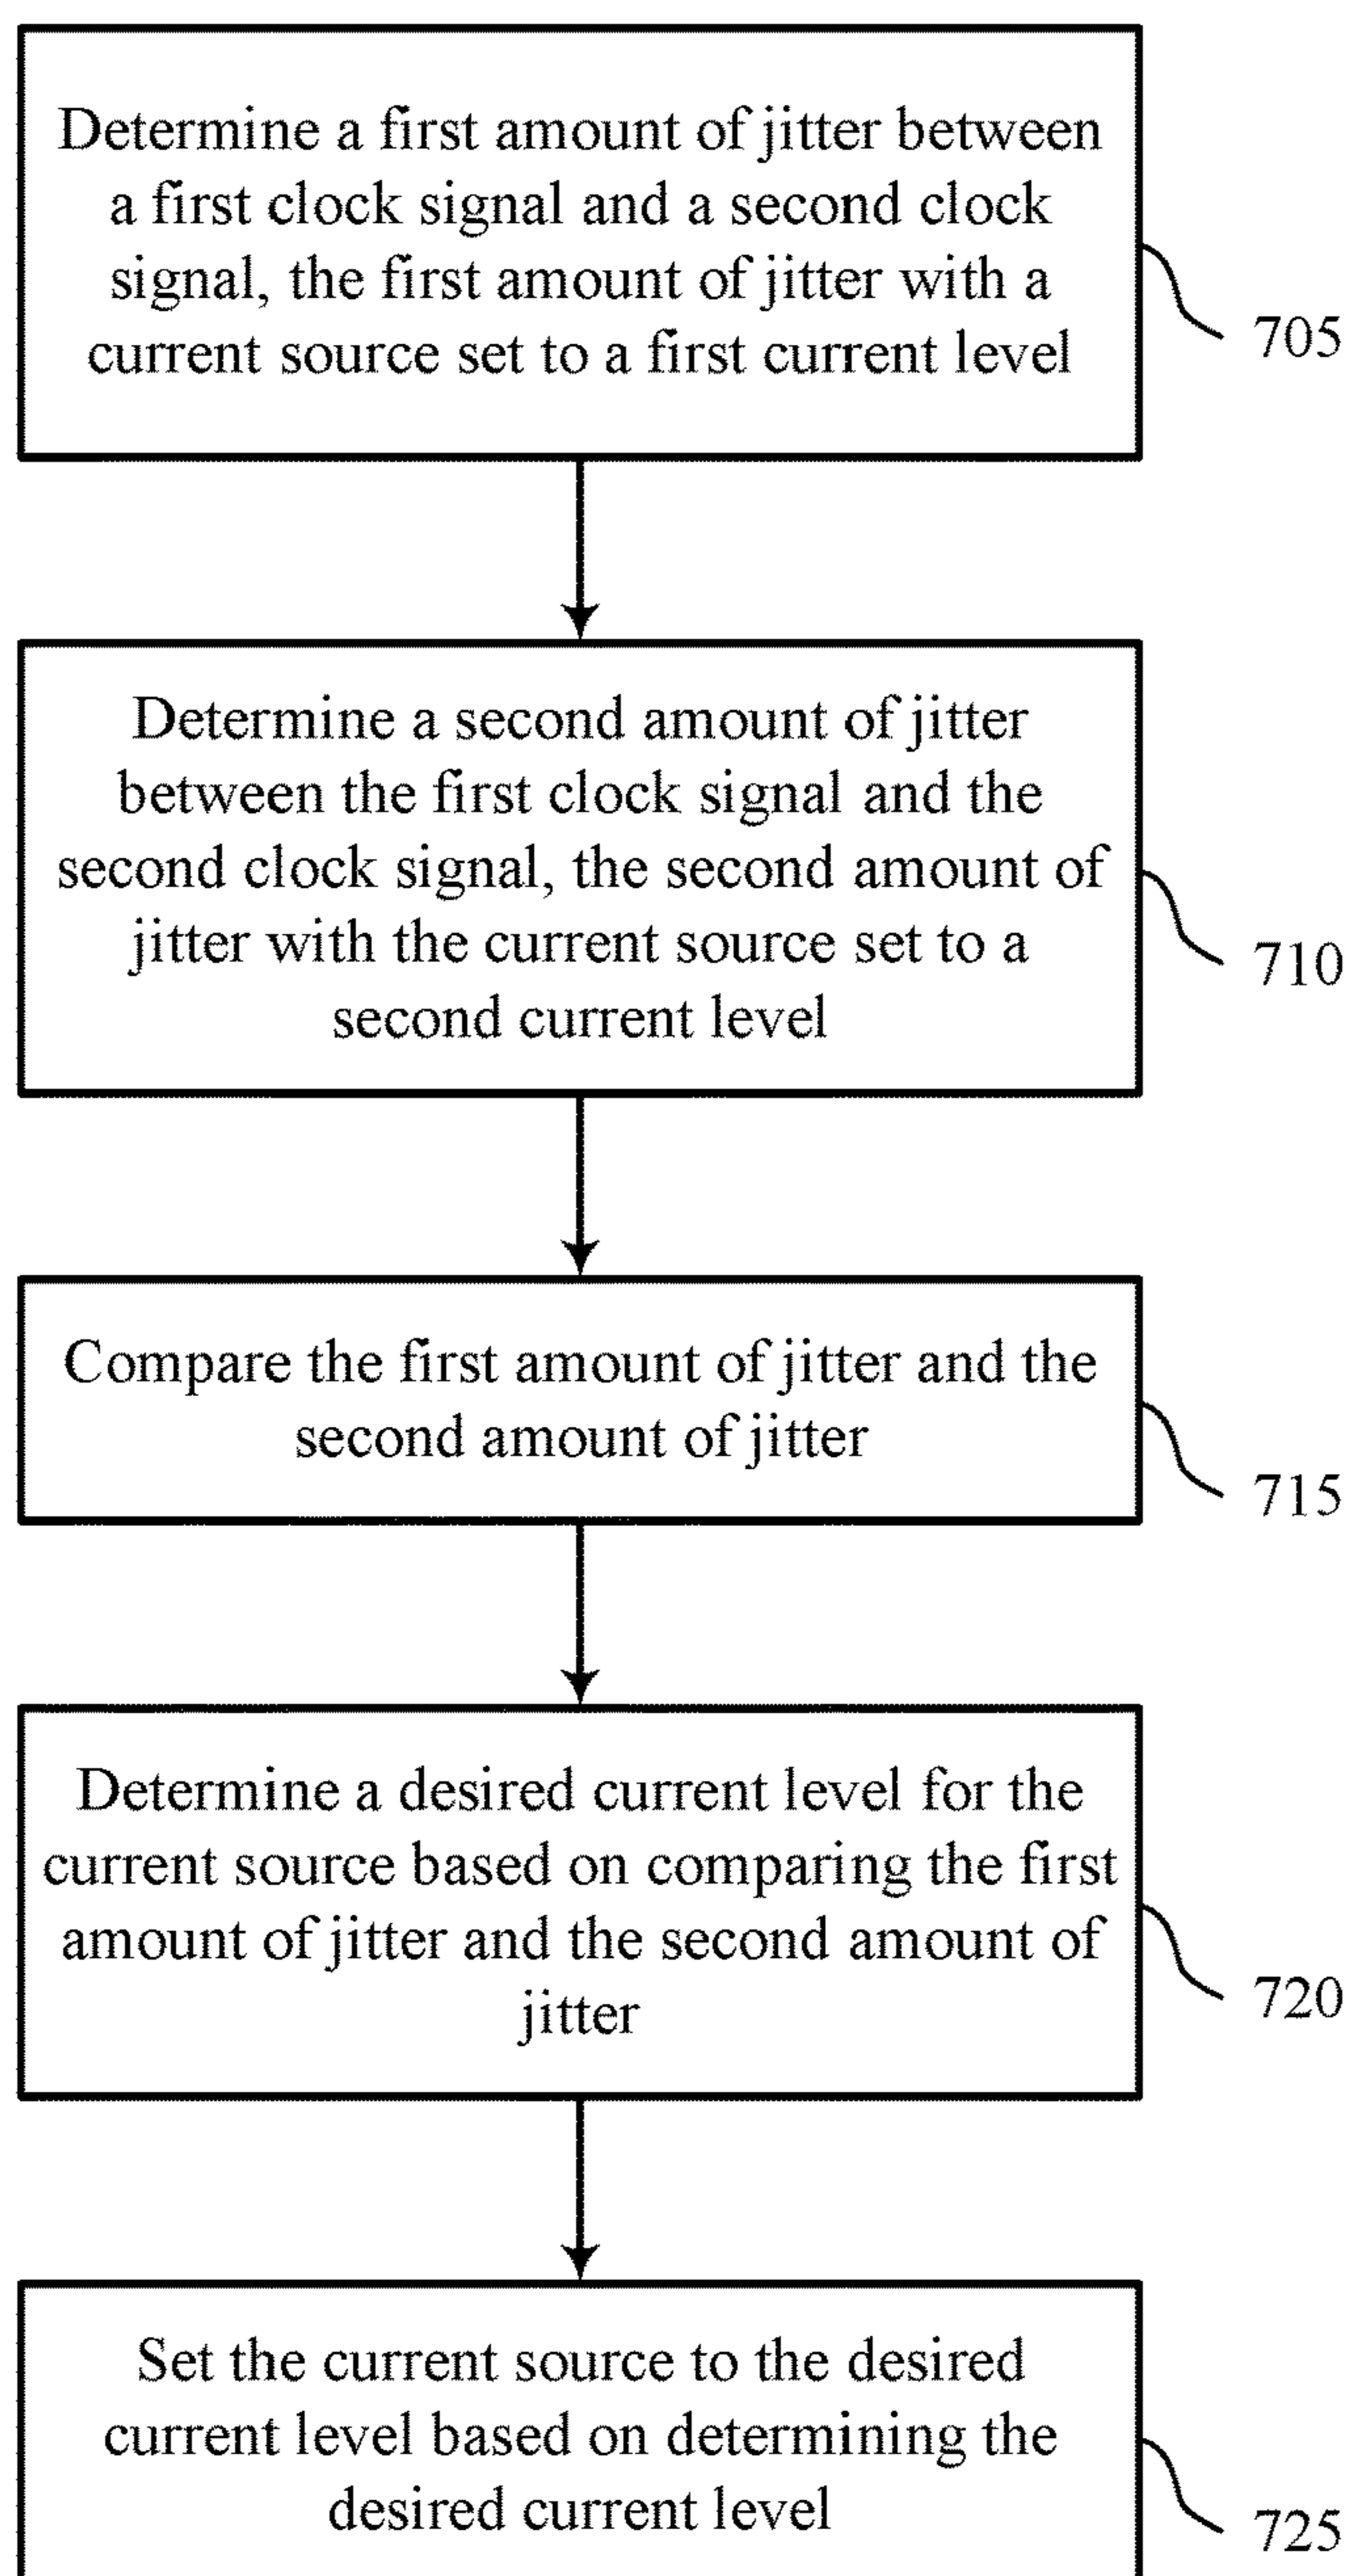 Determine a first amount of jitter between
a first clock signal and a second clock
signal, the first amount of jitter with a
current source set to a first current level
705
Determine a second amount of jitter
between the first clock signal and the
second clock signal, the second amount of
jitter with the current source set to a
second current level
710
Compare the first amount of jitter and the
second amount of jitter
715
Determine a desired current level for the
current source based on comparing the first
amount of jitter and the second amount of
jitter
720
Set the current source to the desired
current level based on determining the
desired current level
725